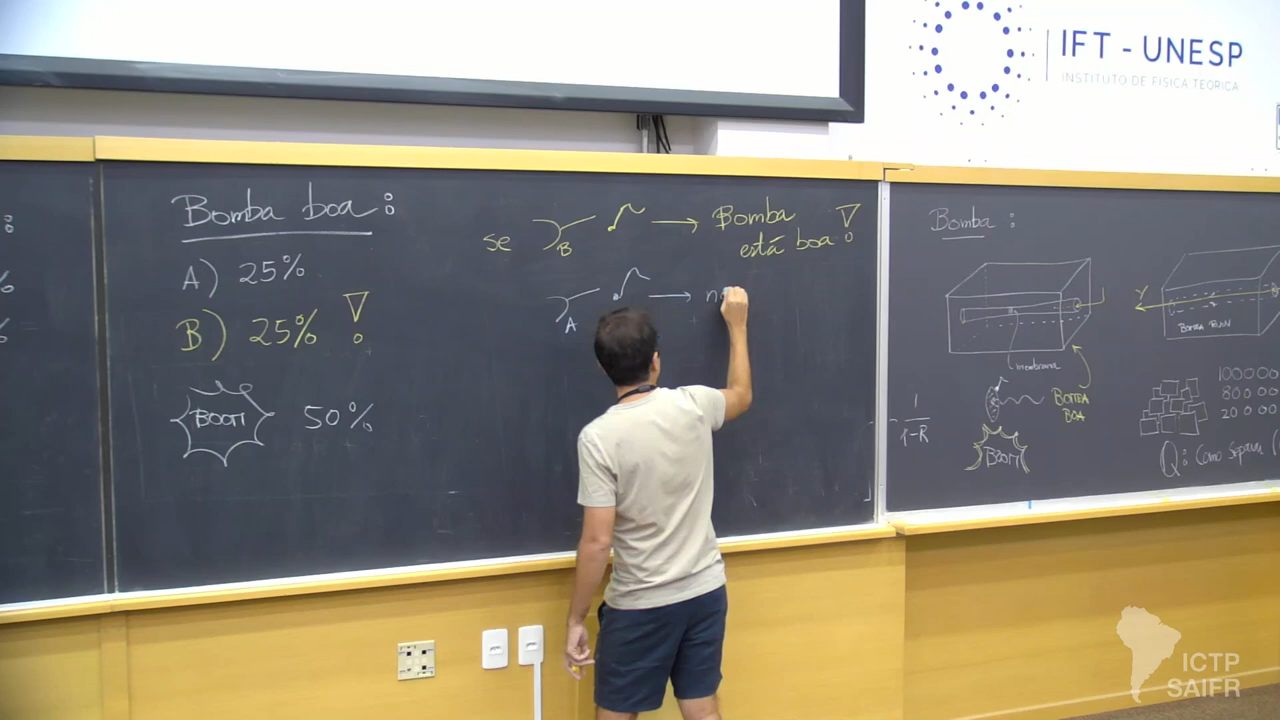 IFT - UNESP
INSTITUTO DE FÍSICA TEÓRICA
Bomba boa :
A) 25%
B) 25% !
BOOM 50%
se B → Bomba
está boa !
A → n
%
%
Bomba :
membrana
BOMBA
BOA
BOOM
1
1-R
Y
BOMBA RUIM
100000
80000
20000
Q: Como separar
ICTP
SAIFR